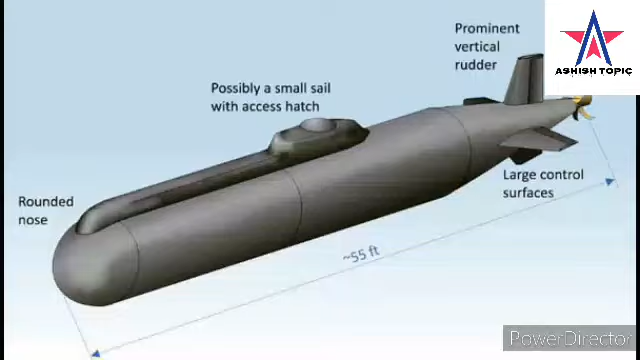 Prominent
vertical
rudder
ASHISH TOPIC
Possibly a small sail
with access hatch
Rounded
nose
Large control
surfaces
~55 ft
PowerDirector